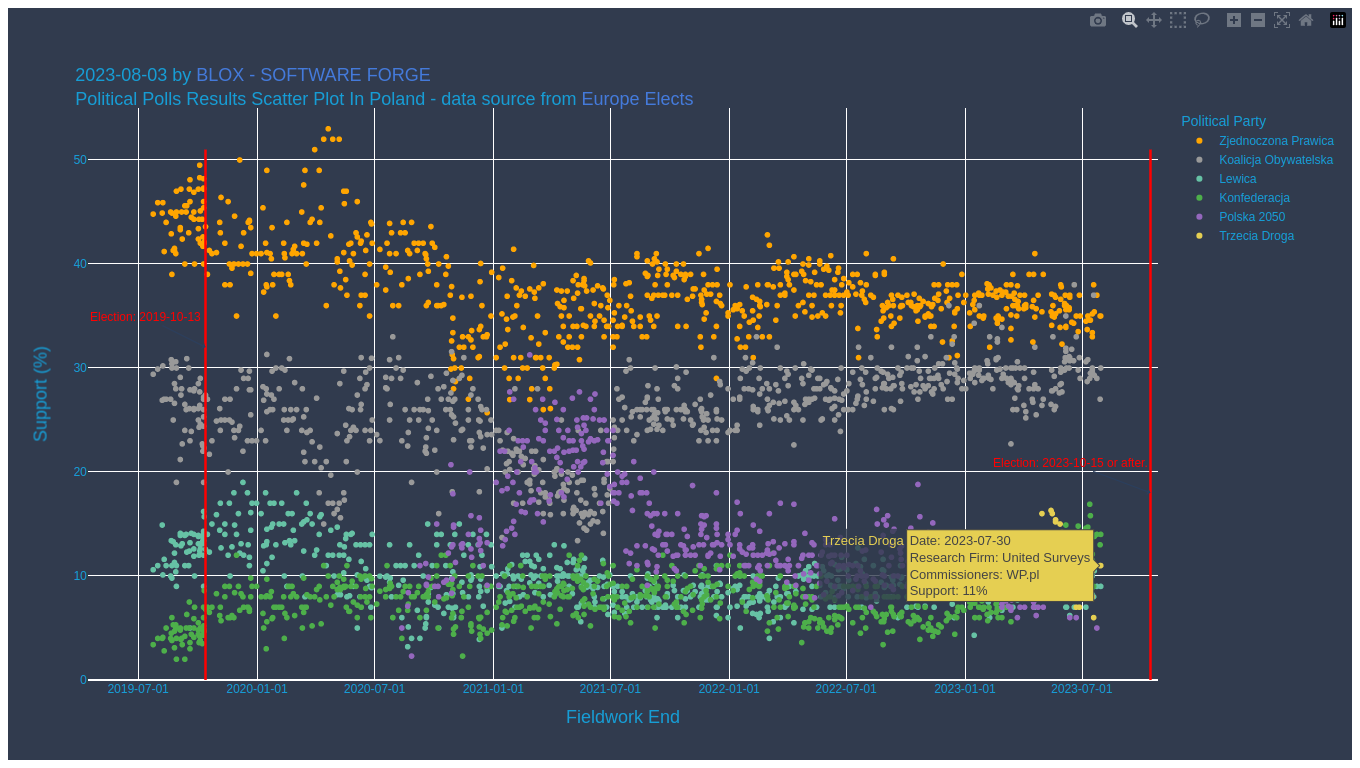 2023-08-03 by BLOX - SOFTWARE FORGE
Political Polls Results Scatter Plot In Poland - data source from Europe Elects
Political Party
Zjednoczona Prawica
Koalicja Obywatelska
Lewica
Konfederacja
Polska 2050
Trzecia Droga
Support (%)
50
40
30
20
10
0
Election: 2019-10-13
Election: 2023-10-15 or after.
Trzecia Droga
Date: 2023-07-30
Research Firm: United Surveys
Commissioners: WP.pl
Support: 11%
2019-07-01
2020-01-01
2020-07-01
2021-01-01
2021-07-01
2022-01-01
2022-07-01
2023-01-01
2023-07-01
Fieldwork End